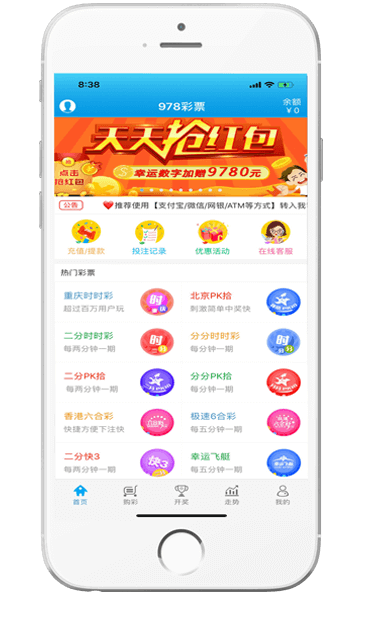 8:38
978彩票
余额
￥0
天天抢红包
点击
抢红包
幸运数字加赠9780元
公告
推荐使用【支付宝/微信/网银/ATM等方式】转入我
充值/提款
投注记录
优惠活动
在线客服
热门彩票
重庆时时彩
超过百万用户玩
时
北京PK拾
刺激简单中奖快
二分时时彩
每两分钟一期
时
分分时时彩
每一分钟一期
时
二分PK拾
每两分钟一期
分分PK拾
每一分钟一期
香港六合彩
快捷方便下注快
极速6合彩
每五分钟一期
二分快3
每两分钟一期
快3
幸运飞艇
每五分钟一期
首页
购彩
开奖
走势
我的